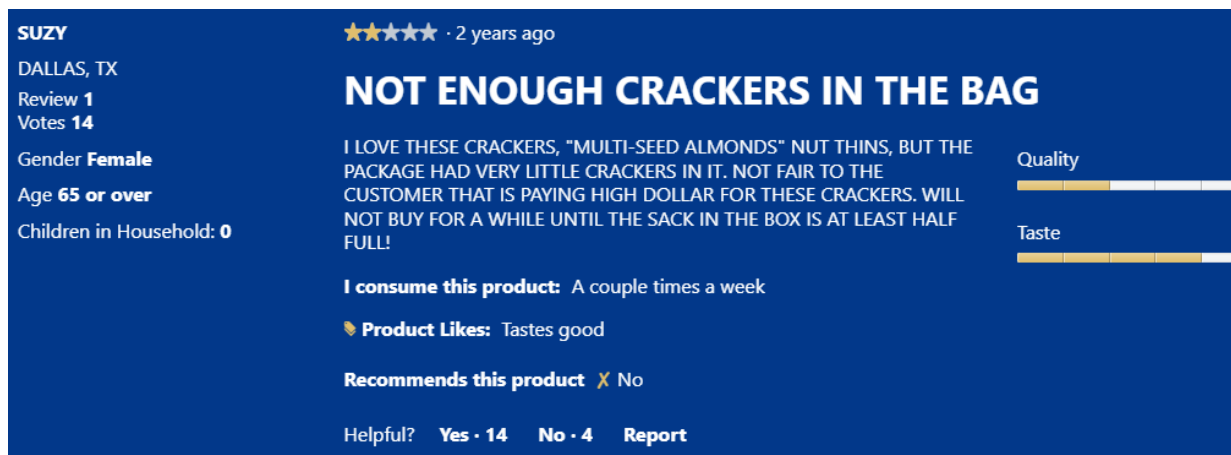 SUZY
DALLAS, TX
Review 1
Votes 14
Gender Female
Age 65 or over
Children in Household: 0
· 2 years ago
NOT ENOUGH CRACKERS IN THE BAG
I LOVE THESE CRACKERS, "MULTI-SEED ALMONDS" NUT THINS, BUT THE
PACKAGE HAD VERY LITTLE CRACKERS IN IT. NOT FAIR TO THE
CUSTOMER THAT IS PAYING HIGH DOLLAR FOR THESE CRACKERS. WILL
NOT BUY FOR A WHILE UNTIL THE SACK IN THE BOX IS AT LEAST HALF
FULL!
I consume this product: A couple times a week
Product Likes: Tastes good
Recommends this product ✗ No
Helpful? Yes · 14 No · 4 Report
Quality
Taste